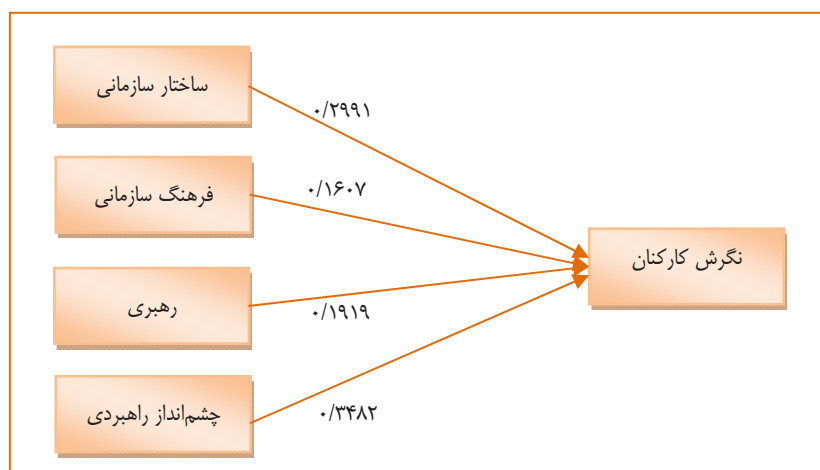 ساختار سازمانی
۰/۲۹۹۱
فرهنگ سازمانی
۰/۱۶۰۷
نگرش کارکنان
رهبری
۰/۱۹۱۹
چشم‌انداز راهبردی
۰/۳۴۸۲